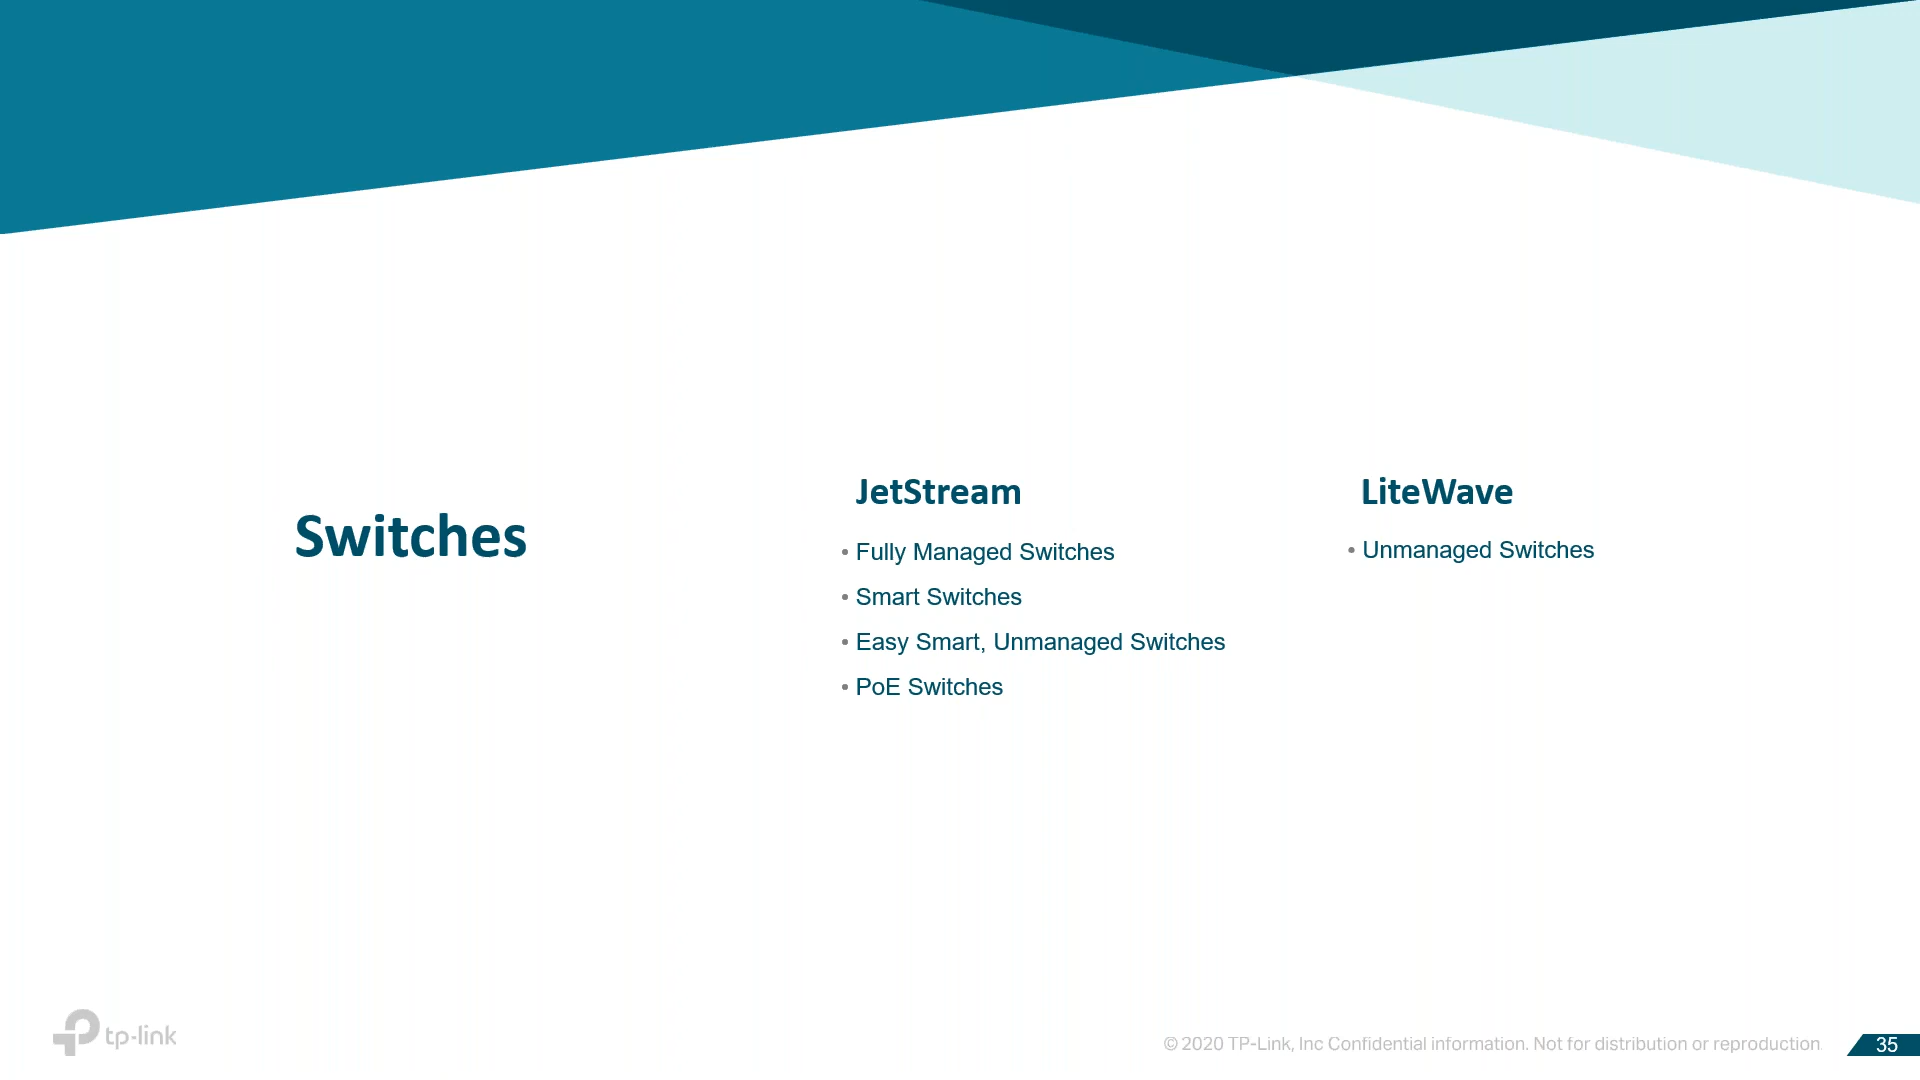 Switches
JetStream
• Fully Managed Switches
• Smart Switches
• Easy Smart, Unmanaged Switches
• PoE Switches
LiteWave
• Unmanaged Switches
tp-link
© 2020 TP-Link, Inc Confidential information. Not for distribution or reproduction.
35